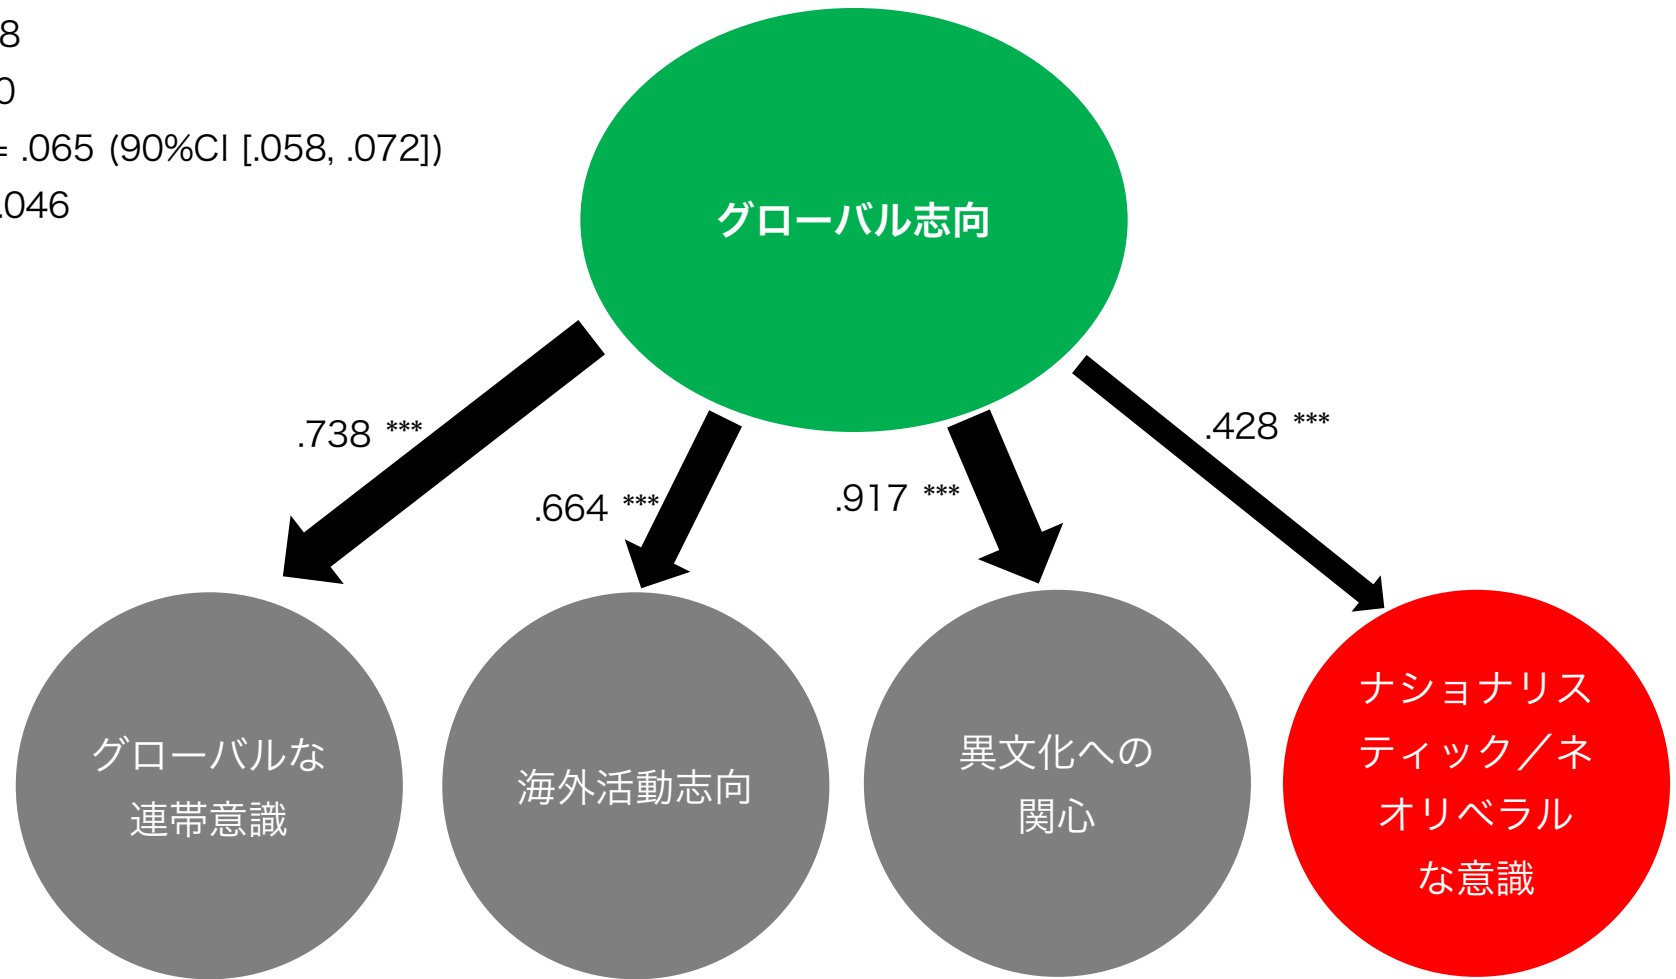 8
0
= .065 (90%CI [.058, .072])
.046
グローバル志向
.738 ***
.664 ***
.917 ***
.428 ***
グローバルな
連帯意識
海外活動志向
異文化への
関心
ナショナリス
ティック／ネ
オリベラル
な意識